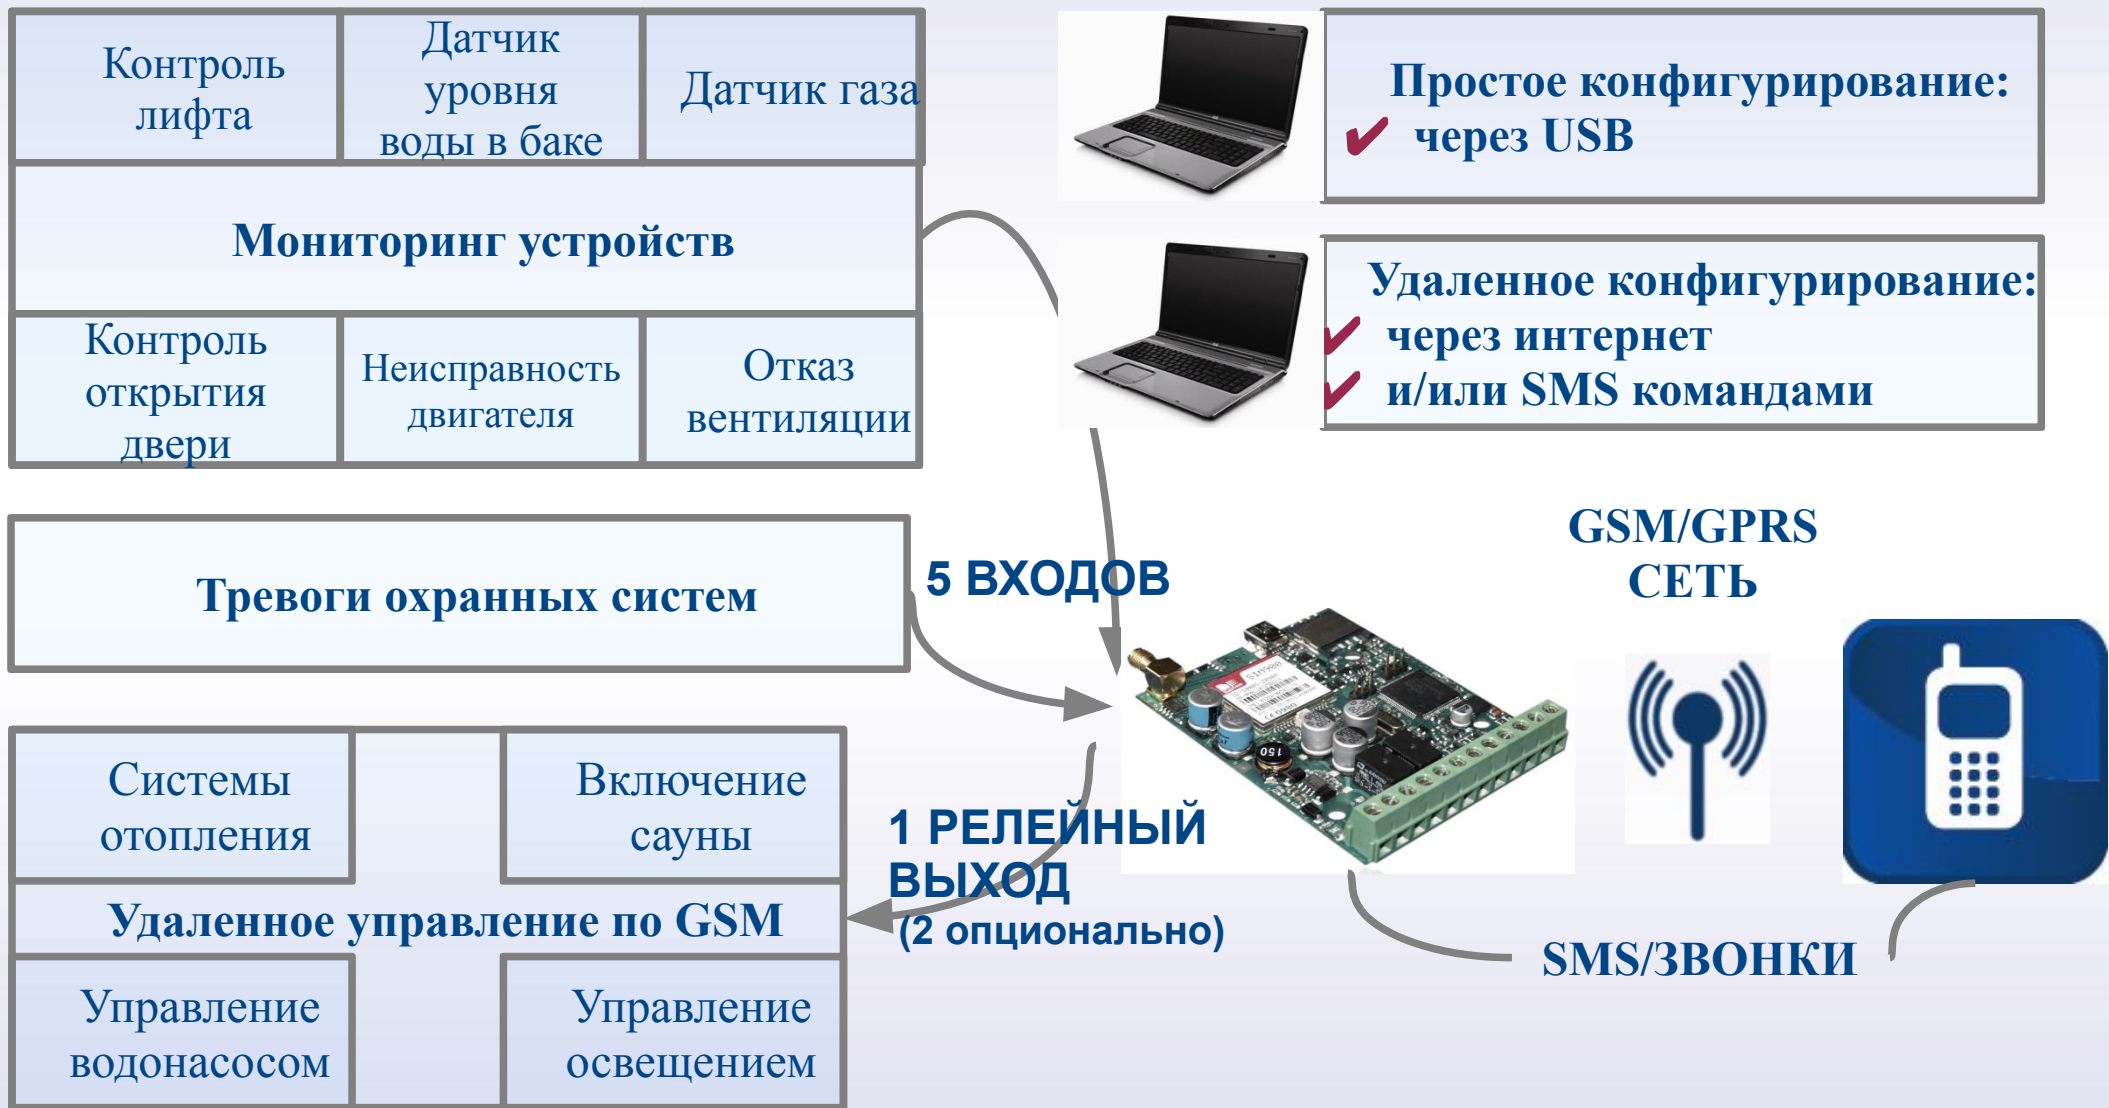 Контроль
лифта
Датчик
уровня
воды в баке
Датчик газа
Мониторинг устройств
Контроль
открытия
двери
Неисправность
двигателя
Отказ
вентиляции
Простое конфигурирование:
✔ через USB
Удаленное конфигурирование:
✔ через интернет
✔ и/или SMS командами
Тревоги охранных систем
5 ВХОДОВ
GSM/GPRS
СЕТЬ
SIM900
150
Системы
отопления
Включение
сауны
Удаленное управление по GSM
Управление
водонасосом
Управление
освещением
1 РЕЛЕЙНЫЙ
ВЫХОД
(2 опционально)
SMS/ЗВОНКИ